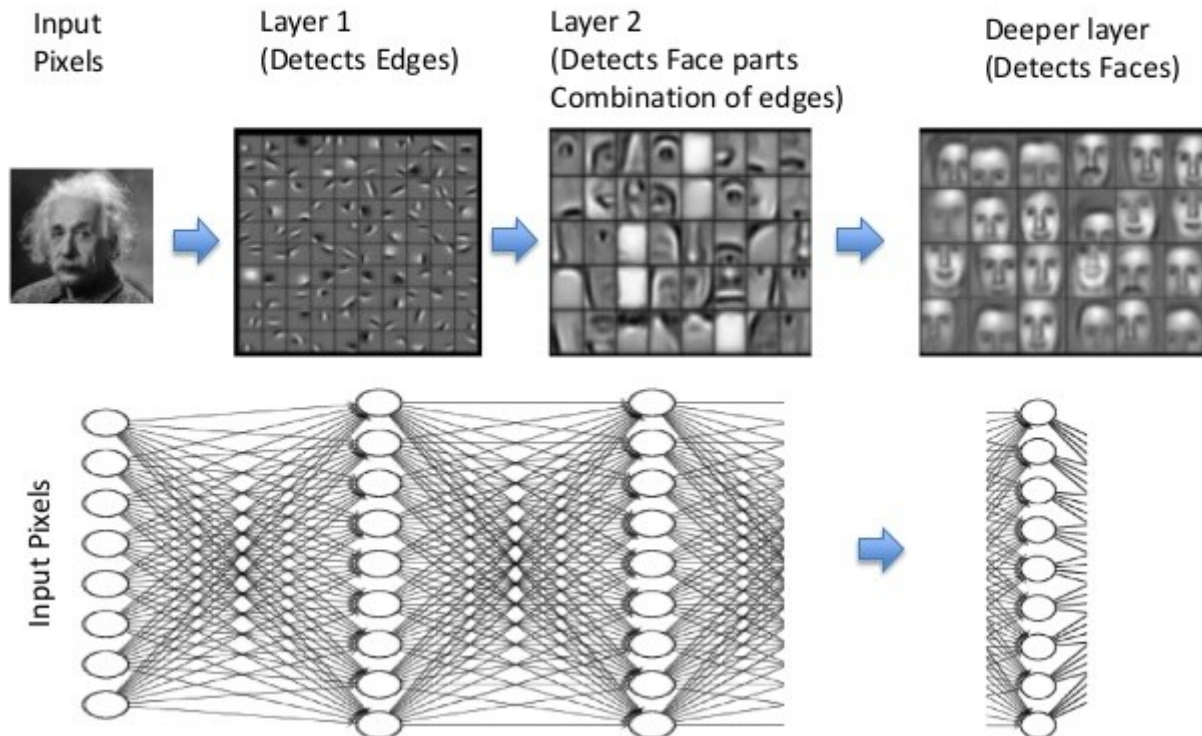 Input
Pixels
Layer 1
(Detects Edges)
Layer 2
(Detects Face parts
Combination of edges)
Deeper layer
(Detects Faces)
Input Pixels